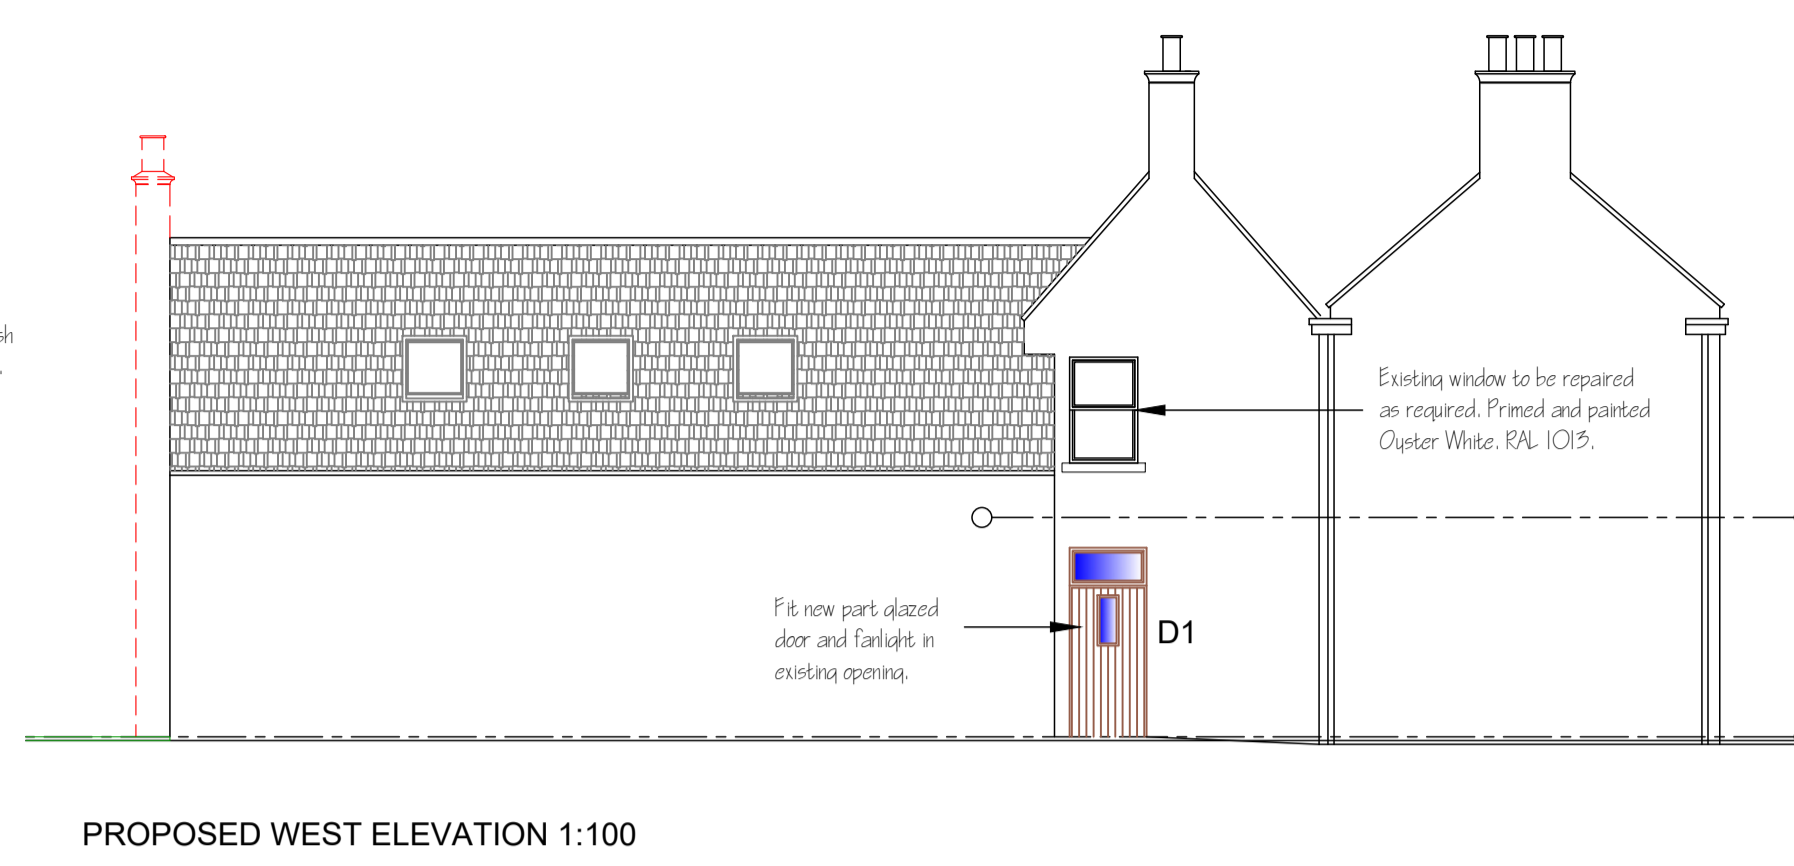 sh
Existing window to be repaired
as required. Primed and painted
Oyster White. RAL 1013.
Fit new part glazed
door and fanlight in
existing opening.
D1
PROPOSED WEST ELEVATION 1:100